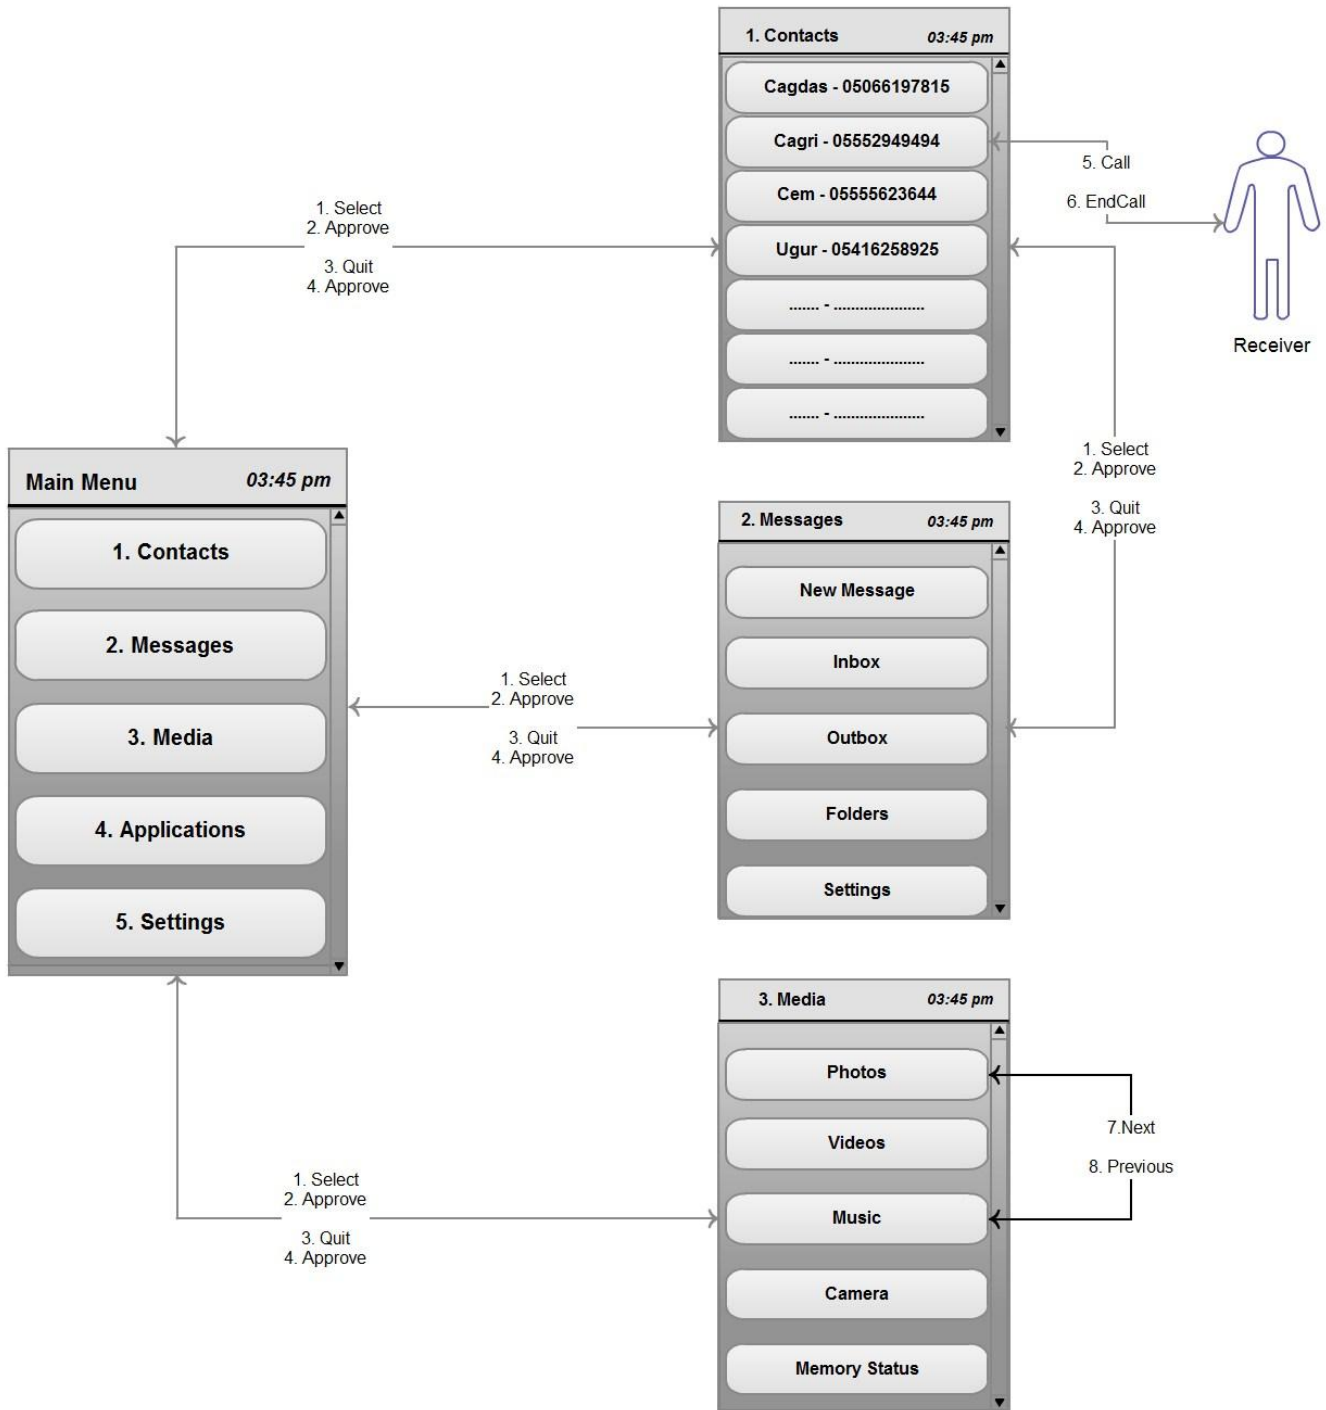 1. Contacts 03:45 pm
Cagdas - 05066197815
Cagri - 05552949494
Cem - 05555623644
Ugur - 05416258925
....... - .....................
....... - .....................
....... - .....................
5. Call
6. EndCall
Receiver
1. Select
2. Approve
3. Quit
4. Approve
1. Select
2. Approve
3. Quit
4. Approve
Main Menu 03:45 pm
1. Contacts
2. Messages
3. Media
4. Applications
5. Settings
1. Select
2. Approve
3. Quit
4. Approve
2. Messages 03:45 pm
New Message
Inbox
Outbox
Folders
Settings
1. Select
2. Approve
3. Quit
4. Approve
3. Media 03:45 pm
Photos
Videos
Music
Camera
Memory Status
7.Next
8. Previous